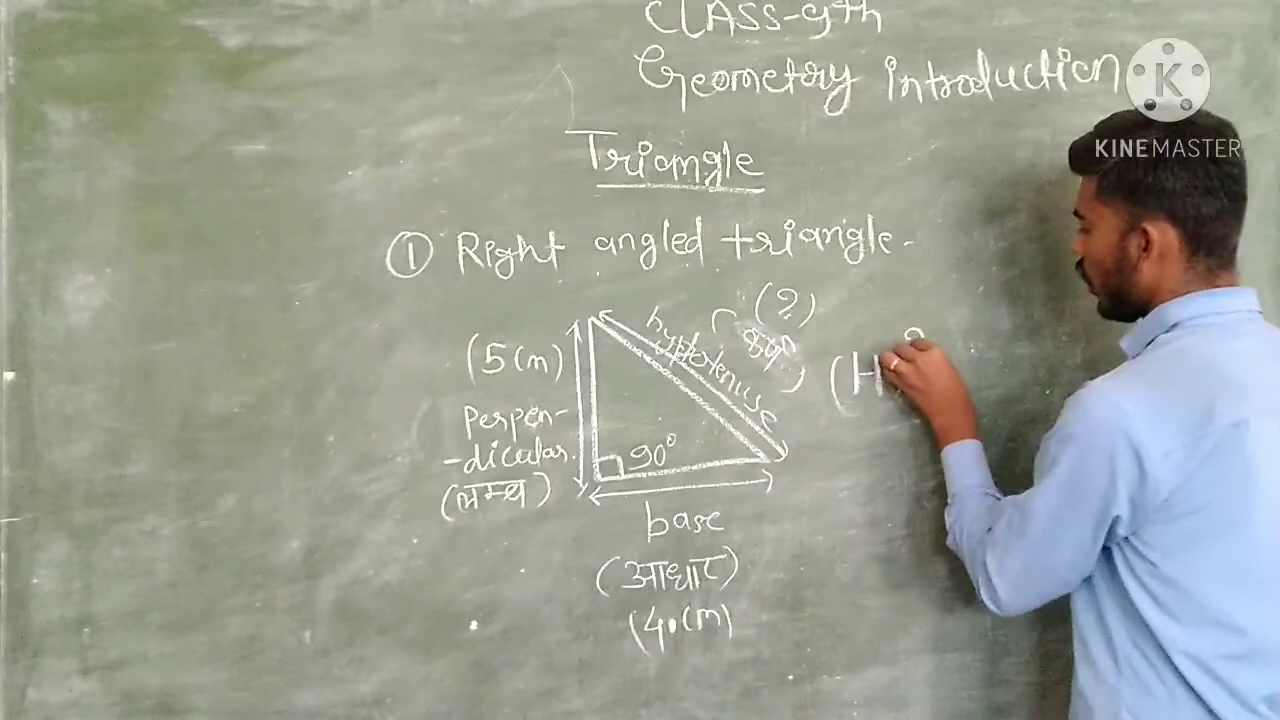 CLASS-9th
Geometry introduction
K
KINEMASTER
Triangle
① Right angled triangle-
(?)
hypotenuse
(कर्ण)
(5cm)
(H
Perpen-
-dicular.
(लम्ब)
90°
base
(आधार)
(4cm)